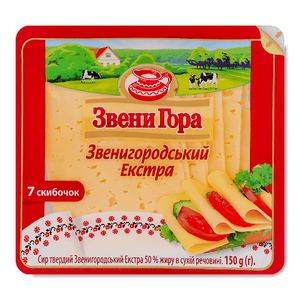 Звени Гора
Звенигородський
Екстра
7 скибочок
Сир твердий Звенигородський Екстра 50 % жиру в сухій речовині. 150 g (г).